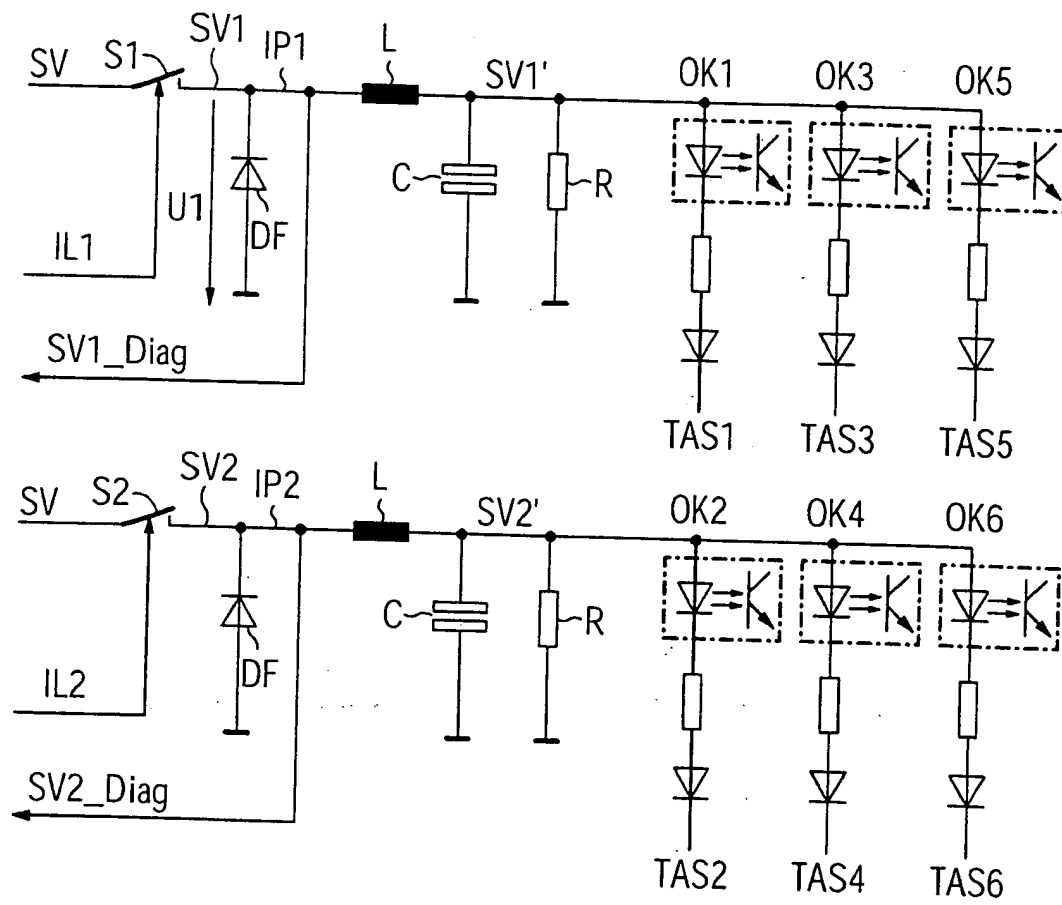 SV S1 SV1 IP1 L SV1' OK1 OK3 OK5
C R
U1 DF
IL1
SV1_Diag
TAS1 TAS3 TAS5
SV S2 SV2 IP2 L SV2' OK2 OK4 OK6
C R
DF
IL2
SV2_Diag
TAS2 TAS4 TAS6